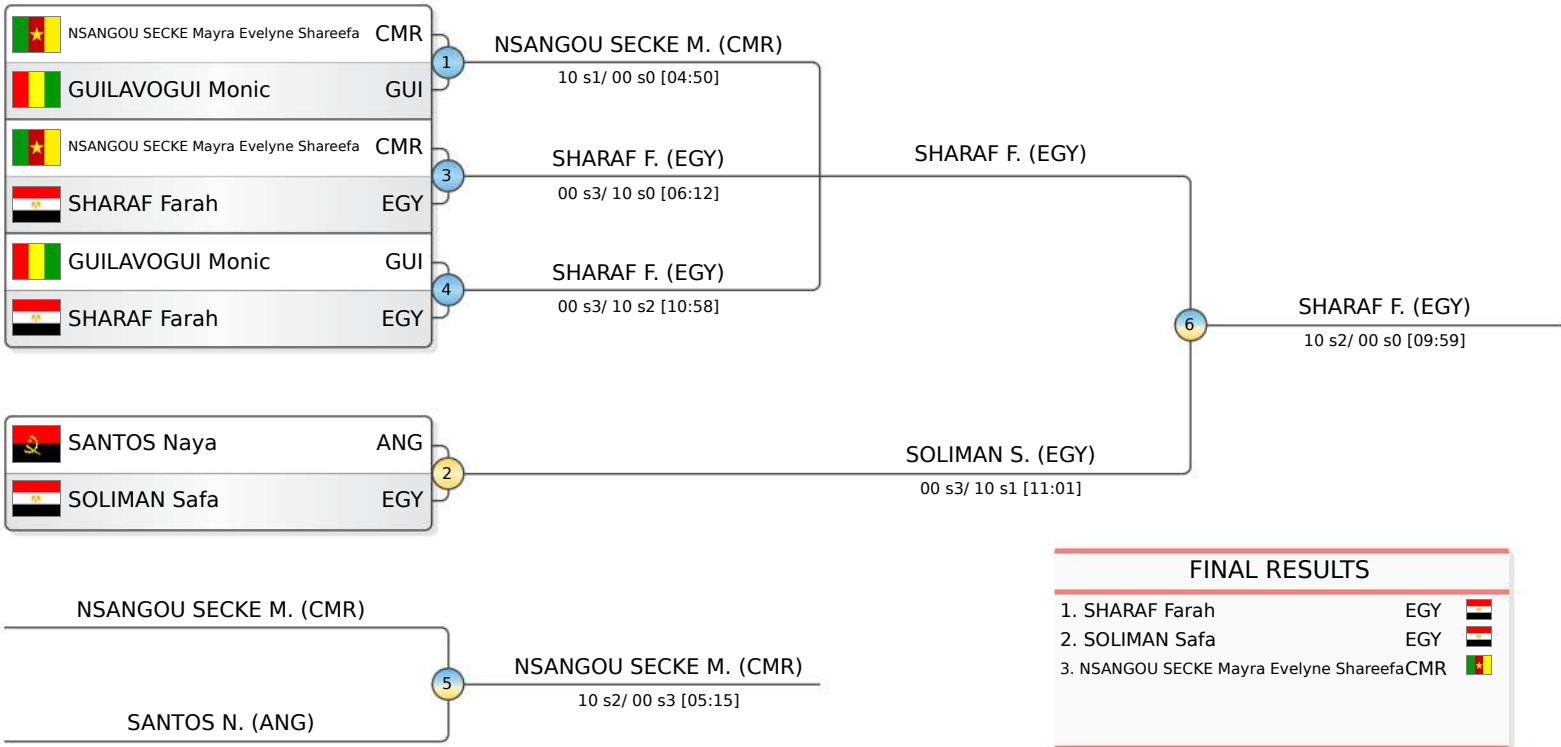 NSANGOU SECKE Mayra Evelyne Shareefa CMR
GUILAVOGUI Monic GUI
1
NSANGOU SECKE M. (CMR)
10 s1/ 00 s0 [04:50]
NSANGOU SECKE Mayra Evelyne Shareefa CMR
SHARAF Farah EGY
3
SHARAF F. (EGY)
00 s3/ 10 s0 [06:12]
GUILAVOGUI Monic GUI
SHARAF Farah EGY
4
SHARAF F. (EGY)
00 s3/ 10 s2 [10:58]
SHARAF F. (EGY)
SANTOS Naya ANG
SOLIMAN Safa EGY
2
SOLIMAN S. (EGY)
00 s3/ 10 s1 [11:01]
6
SHARAF F. (EGY)
10 s2/ 00 s0 [09:59]
NSANGOU SECKE M. (CMR)
SANTOS N. (ANG)
5
NSANGOU SECKE M. (CMR)
10 s2/ 00 s3 [05:15]
FINAL RESULTS
1. SHARAF Farah EGY
2. SOLIMAN Safa EGY
3. NSANGOU SECKE Mayra Evelyne Shareefa CMR